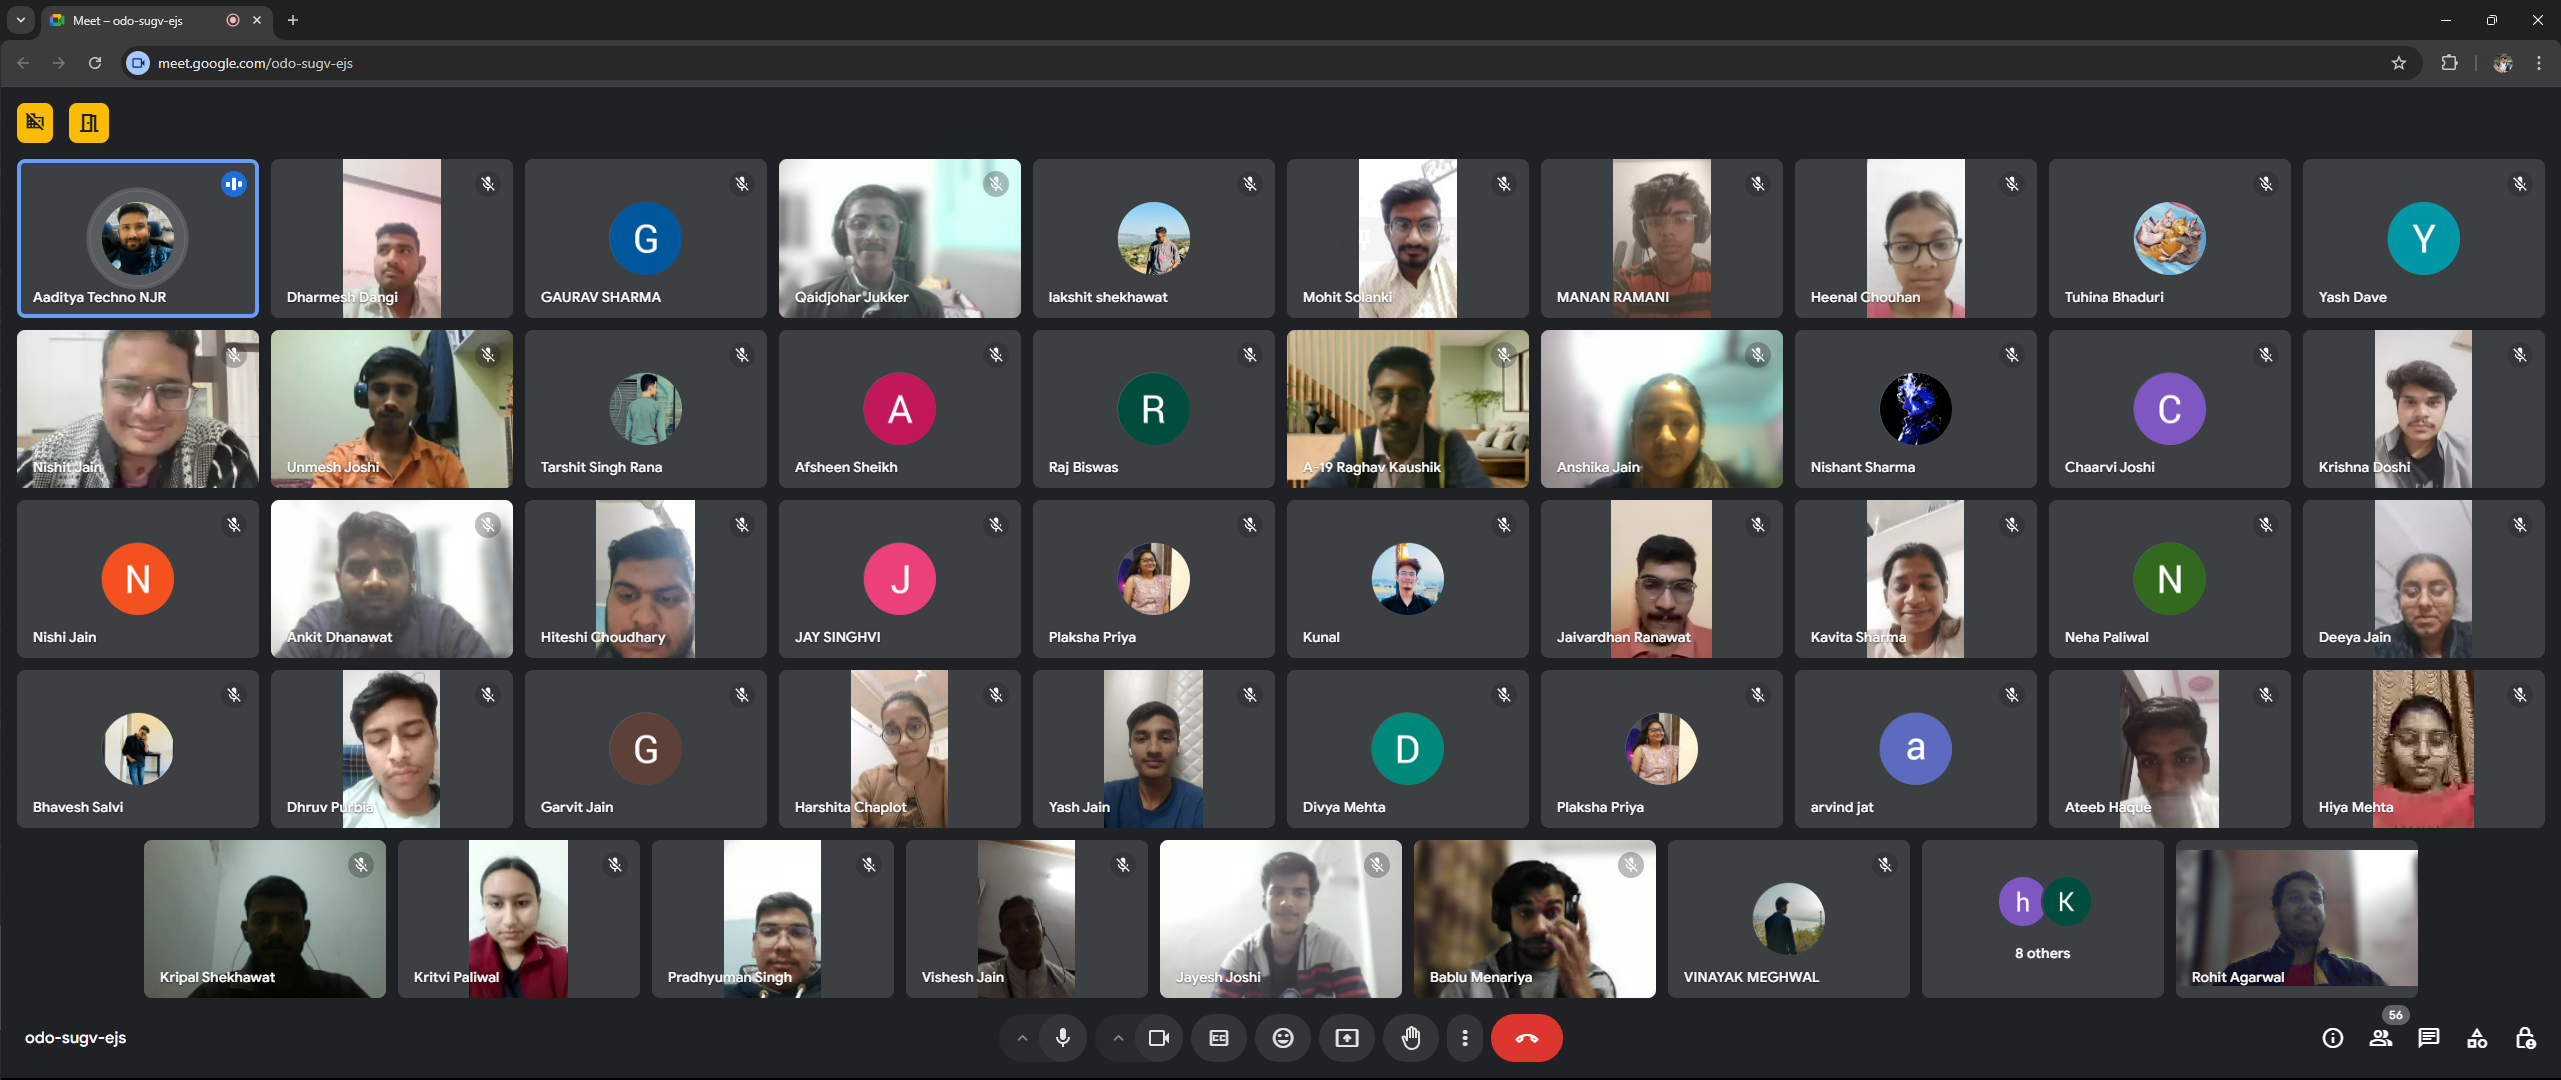 Meet – odo-sugv-ejs
meet.google.com/odo-sugv-ejs
Aaditya Techno NJR
Dharmesh Dangi
G
GAURAV SHARMA
Qaidjohar Jukker
lakshit shekhawat
Mohit Solanki
MANAN RAMANI
Heenal Chouhan
Tuhina Bhaduri
Y
Yash Dave
Nishit Jain
Unmesh Joshi
Tarshit Singh Rana
A
Afsheen Sheikh
R
Raj Biswas
A-19 Raghav Kaushik
Anshika Jain
Nishant Sharma
C
Chaarvi Joshi
Krishna Doshi
N
Nishi Jain
Ankit Dhanawat
Hiteshi Choudhary
J
JAY SINGHVI
Plaksha Priya
Kunal
Jaivardhan Ranawat
Kavita Sharma
N
Neha Paliwal
Deeya Jain
Bhavesh Salvi
Dhruv Purbia
G
Garvit Jain
Harshita Chaplot
Yash Jain
D
Divya Mehta
Plaksha Priya
a
arvind jat
Ateeb Haque
Hiya Mehta
Kripal Shekhawat
Kritvi Paliwal
Pradhyuman Singh
Vishesh Jain
Jayesh Joshi
Bablu Menariya
VINAYAK MEGHWAL
h K
8 others
Rohit Agarwal
odo-sugv-ejs
CC
56